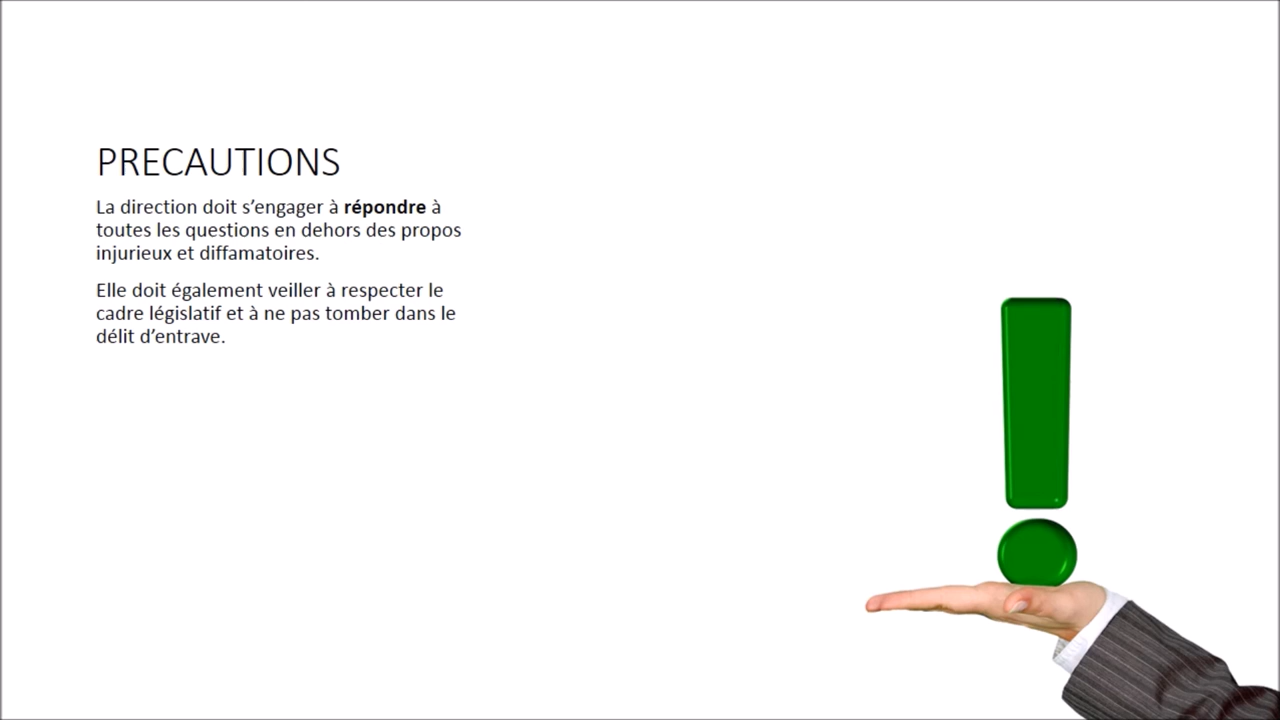 PRECAUTIONS
La direction doit s’engager à répondre à
toutes les questions en dehors des propos
injurieux et diffamatoires.
Elle doit également veiller à respecter le
cadre législatif et à ne pas tomber dans le
délit d’entrave.